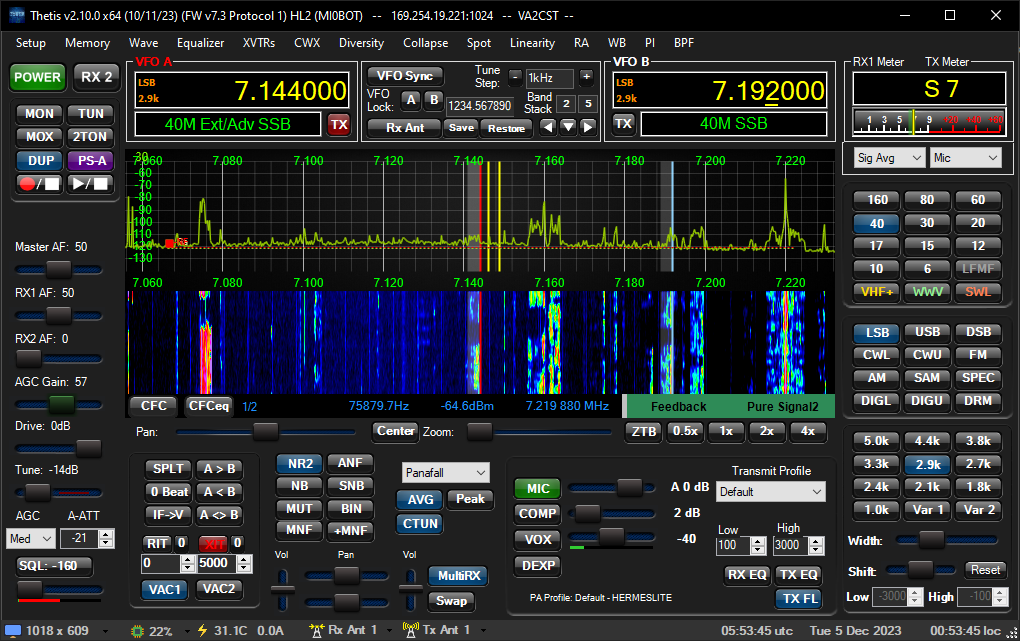 Thetis v2.10.0 x64 (10/11/23) (FW v7.3 Protocol 1) HL2 (MI0BOT) -- 169.254.19.221:1024 -- VA2CST --
Setup Memory Wave Equalizer XVTRs CWX Diversity Collapse Spot Linearity RA WB PI BPF
POWER RX 2
MON TUN
MOX 2TON
DUP PS-A
VFO A
LSB
2.9k
7.144000
40M Ext/Adv SSB TX
VFO Sync
VFO
Lock: A B
Tune
Step: - 1kHz +
1234.567890
Band
Stack 2 5
Rx Ant Save Restore
VFO B
LSB
2.9k
7.192000
TX 40M SSB
RX1 Meter TX Meter
S 7
1 3 5 7 9 +20 +40 +60
Sig Avg Mic
7.060 7.080 7.100 7.120 7.140 7.160 7.180 7.200 7.220
-60
-70
-80
-90
-100
-110
-120
-130
7.060 7.080 7.100 7.120 7.140 7.160 7.180 7.200 7.220
Master AF: 50
RX1 AF: 50
RX2 AF: 0
AGC Gain: 57
Drive: 0dB
Tune: -14dB
AGC A-ATT
Med -21
SQL: -160
160 80 60
40 30 20
17 15 12
10 6 LFMF
VHF+ WWV SWL
LSB USB DSB
CWL CWU FM
AM SAM SPEC
DIGL DIGU DRM
5.0k 4.4k 3.8k
3.3k 2.9k 2.7k
2.4k 2.1k 1.8k
1.0k Var 1 Var 2
Width:
Shift: Reset
Low -3000 High -100
CFC CFCeq 1/2 75879.7Hz -64.6dBm 7.219 880 MHz Feedback Pure Signal2
Pan: Center Zoom: ZTB 0.5x 1x 2x 4x
SPLT A > B
0 Beat A < B
IF->V A <> B
RIT 0 XIT 0
0 5000
VAC1 VAC2
NR2 ANF
NB SNB
MUT BIN
MNF +MNF
Vol Pan Vol
Panafall
AVG Peak
CTUN
MultiRX
Swap
MIC A 0 dB
COMP 2 dB
VOX -40
DEXP
Transmit Profile
Default
Low High
100 3000
RX EQ TX EQ
PA Profile: Default - HERMESLITE
TX FL
1018 x 609 22% 31.1C 0.0A Rx Ant 1 Tx Ant 1 05:53:45 utc Tue 5 Dec 2023 00:53:45 loc